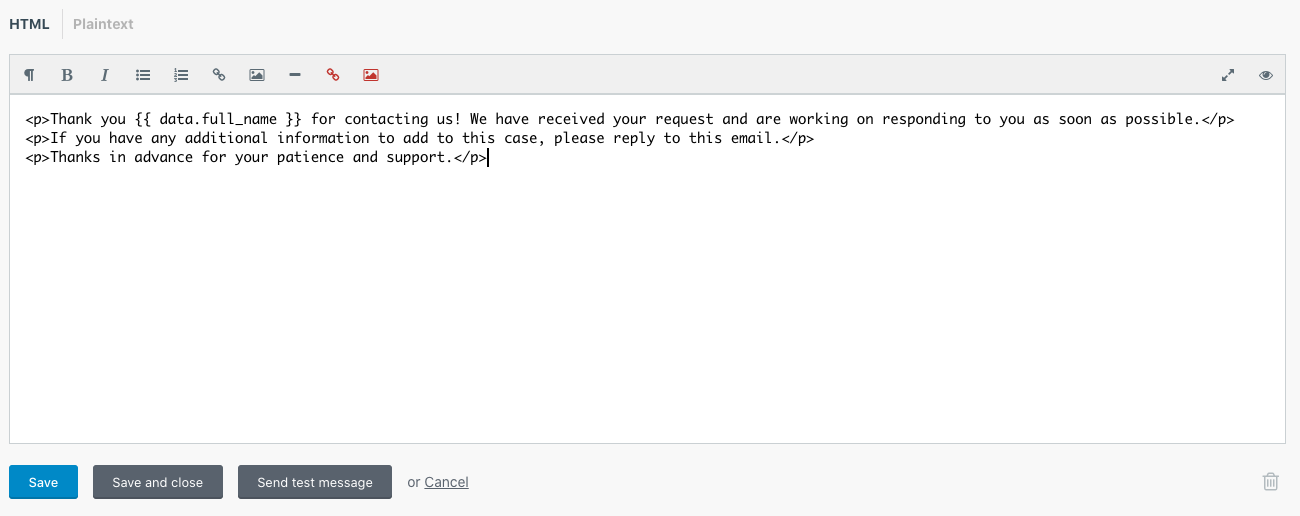 HTML Plaintext
<p>Thank you {{ data.full_name }} for contacting us! We have received your request and are working on responding to you as soon as possible.</p>
<p>If you have any additional information to add to this case, please reply to this email.</p>
<p>Thanks in advance for your patience and support.</p>
Save Save and close Send test message or Cancel